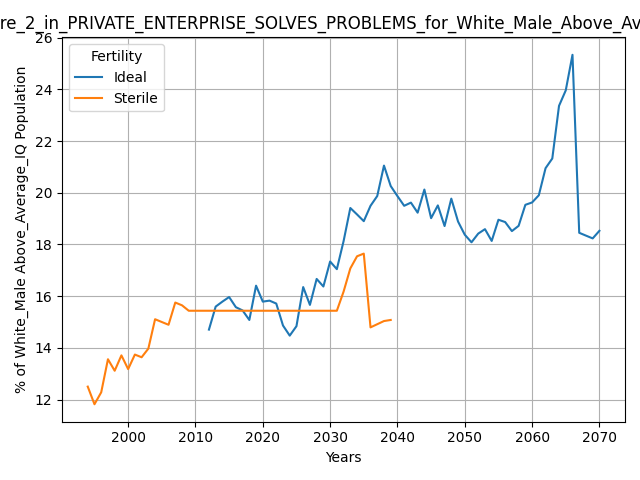 re_2_in_PRIVATE_ENTERPRISE_SOLVES_PROBLEMS_for_White_Male_Above_Av
Fertility
Ideal
Sterile
% of White_Male Above_Average_IQ Population
26
24
22
20
18
16
14
12
2000 2010 2020 2030 2040 2050 2060 2070
Years